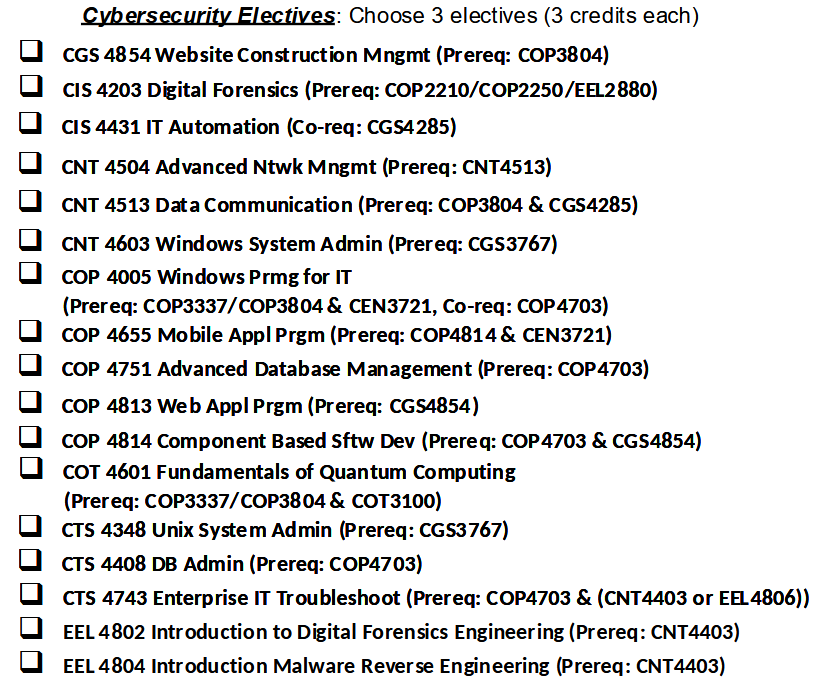 Cybersecurity Electives: Choose 3 electives (3 credits each)
CGS 4854 Website Construction Mngmt (Prereq: COP3804)
CIS 4203 Digital Forensics (Prereq: COP2210/COP2250/EEL2880)
CIS 4431 IT Automation (Co-req: CGS4285)
CNT 4504 Advanced Ntwk Mngmt (Prereq: CNT4513)
CNT 4513 Data Communication (Prereq: COP3804 & CGS4285)
CNT 4603 Windows System Admin (Prereq: CGS3767)
COP 4005 Windows Prmg for IT
(Prereq: COP3337/COP3804 & CEN3721, Co-req: COP4703)
COP 4655 Mobile Appl Prgm (Prereq: COP4814 & CEN3721)
COP 4751 Advanced Database Management (Prereq: COP4703)
COP 4813 Web Appl Prgm (Prereq: CGS4854)
COP 4814 Component Based Sftw Dev (Prereq: COP4703 & CGS4854)
COT 4601 Fundamentals of Quantum Computing
(Prereq: COP3337/COP3804 & COT3100)
CTS 4348 Unix System Admin (Prereq: CGS3767)
CTS 4408 DB Admin (Prereq: COP4703)
CTS 4743 Enterprise IT Troubleshoot (Prereq: COP4703 & (CNT4403 or EEL4806))
EEL 4802 Introduction to Digital Forensics Engineering (Prereq: CNT4403)
EEL 4804 Introduction Malware Reverse Engineering (Prereq: CNT4403)